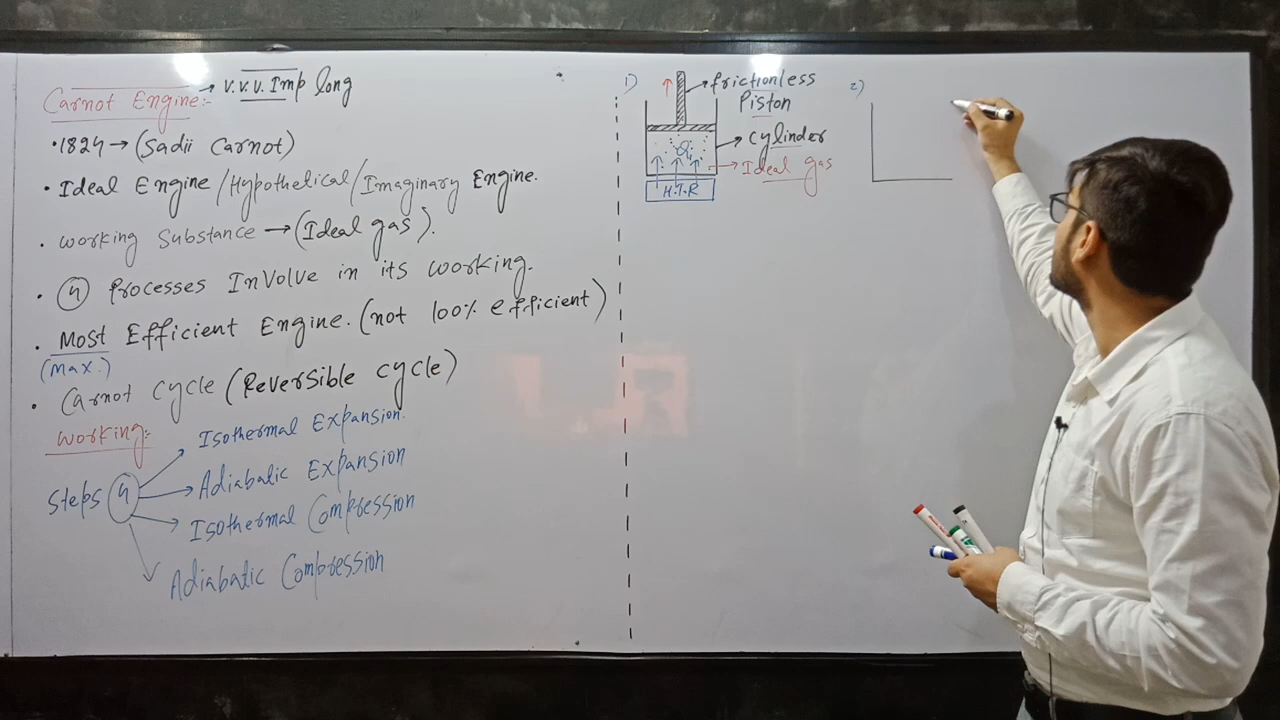 Carnot Engine:- → V.V.V. Imp long
• 1824 → (Sadii Carnot)
• Ideal Engine/Hypothetical/Imaginary Engine.
• Working Substance → (Ideal gas).
• 4 Processes Involve in its working.
• Most Efficient Engine. (not 100% efficient)
(Max.)
• Carnot cycle (Reversible cycle)
Working:-
Steps 4
Isothermal Expansion.
Adiabatic Expansion
Isothermal Compression
Adiabatic Compression
1)
frictionless
Piston
cylinder
Ideal gas
H.T.R
2)